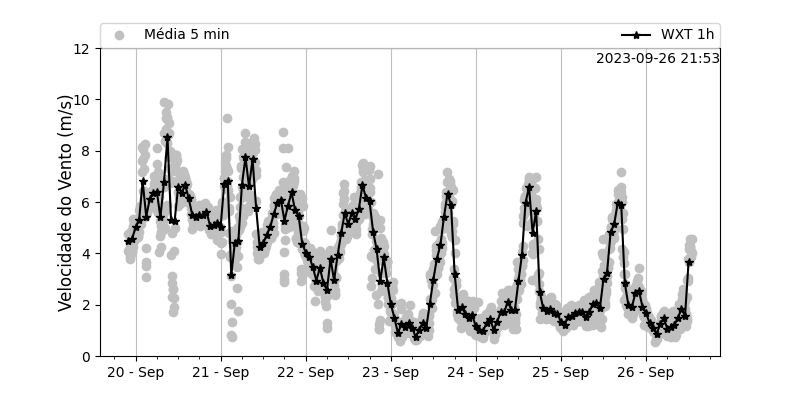 Média 5 min
WXT 1h
2023-09-26 21:53
Velocidade do Vento (m/s)
12
10
8
6
4
2
0
20 - Sep
21 - Sep
22 - Sep
23 - Sep
24 - Sep
25 - Sep
26 - Sep